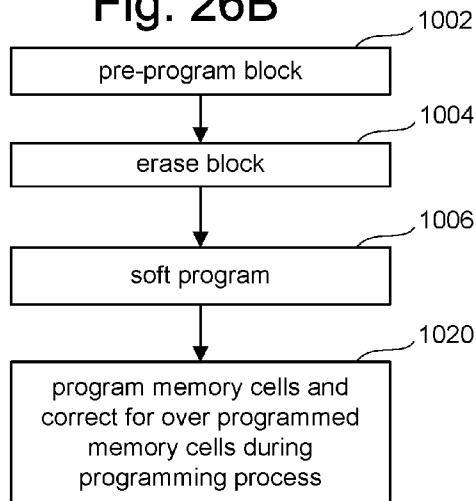 Fig. 26B
1002
pre-program block
1004
erase block
1006
soft program
1020
program memory cells and
correct for over programmed
memory cells during
programming process